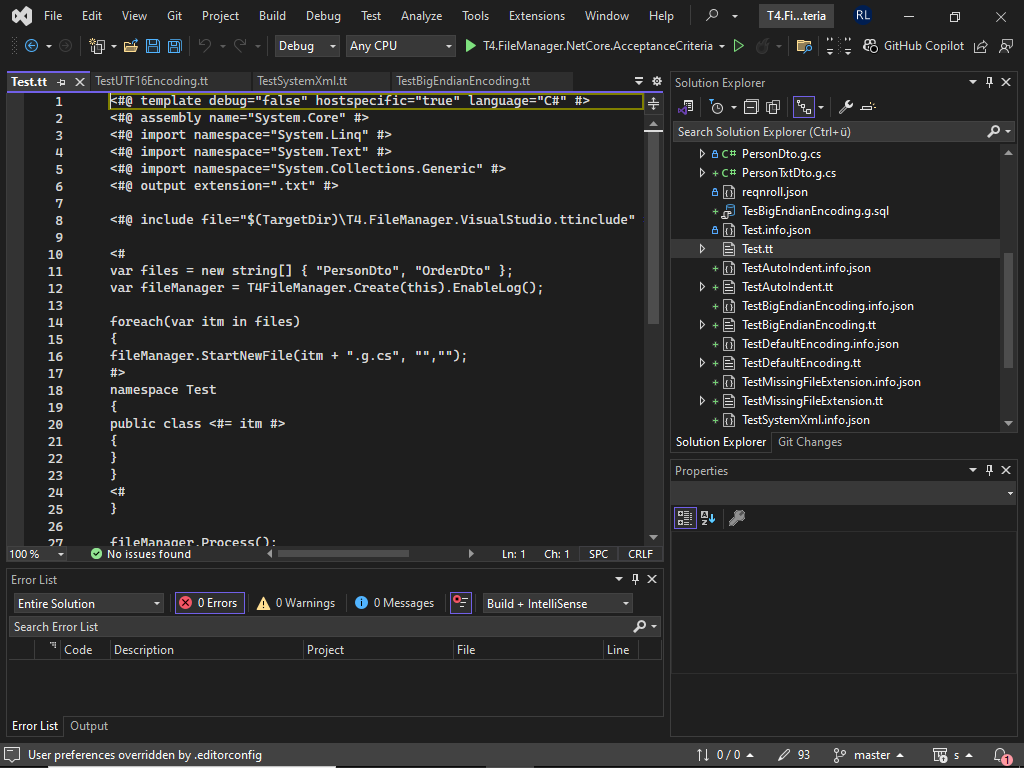 File Edit View Git Project Build Debug Test Analyze Tools Extensions Window Help T4.Fi...teria RL
Debug Any CPU T4.FileManager.NetCore.AcceptanceCriteria GitHub Copilot
Test.tt TestUTF16Encoding.tt TestSystemXml.tt TestBigEndianEncoding.tt
1 <#@ template debug="false" hostspecific="true" language="C#" #>
2 <#@ assembly name="System.Core" #>
3 <#@ import namespace="System.Linq" #>
4 <#@ import namespace="System.Text" #>
5 <#@ import namespace="System.Collections.Generic" #>
6 <#@ output extension=".txt" #>
7
8 <#@ include file="$(TargetDir)\T4.FileManager.VisualStudio.ttinclude"
9
10 <#
11 var files = new string[] { "PersonDto", "OrderDto" };
12 var fileManager = T4FileManager.Create(this).EnableLog();
13
14 foreach(var itm in files)
15 {
16 fileManager.StartNewFile(itm + ".g.cs", "","");
17 #>
18 namespace Test
19 {
20 public class <#= itm #>
21 {
22 }
23 }
24 <#
25 }
26
27 fileManager.Process();
100 % No issues found Ln: 1 Ch: 1 SPC CRLF
Solution Explorer
Search Solution Explorer (Ctrl+ü)
C# PersonDto.g.cs
C# PersonTxtDto.g.cs
reqnroll.json
TesBigEndianEncoding.g.sql
Test.info.json
Test.tt
TestAutoIndent.info.json
TestAutoIndent.tt
TestBigEndianEncoding.info.json
TestBigEndianEncoding.tt
TestDefaultEncoding.info.json
TestDefaultEncoding.tt
TestMissingFileExtension.info.json
TestMissingFileExtension.tt
TestSystemXml.info.json
Solution Explorer Git Changes
Properties
Error List
Entire Solution 0 Errors 0 Warnings 0 Messages Build + IntelliSense
Search Error List
Code Description Project File Line
Error List Output
User preferences overridden by .editorconfig 0 / 0 93 master s 1